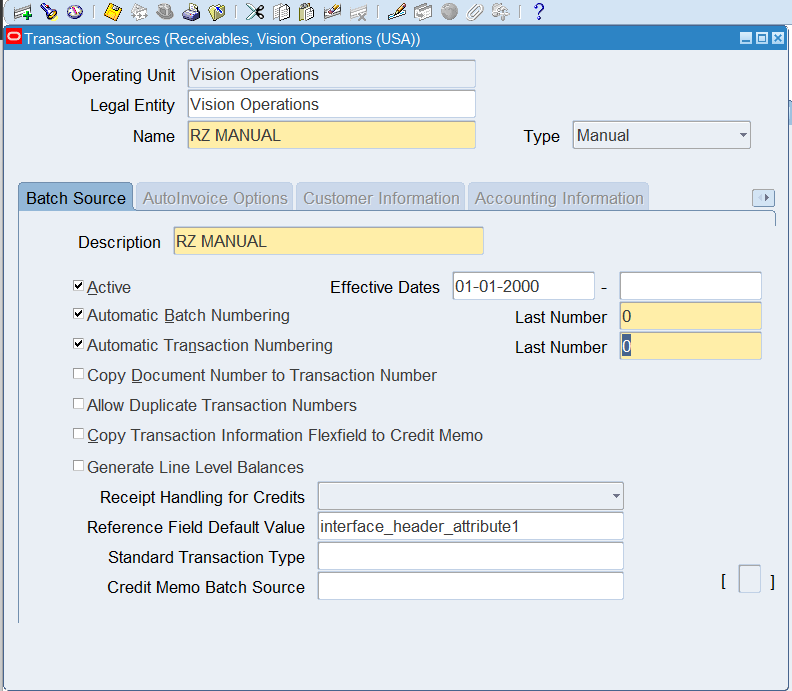 ?
Transaction Sources (Receivables, Vision Operations (USA))
Operating Unit Vision Operations
Legal Entity Vision Operations
Name RZ MANUAL Type Manual
Batch Source AutoInvoice Options Customer Information Accounting Information
Description RZ MANUAL
Active Effective Dates 01-01-2000 -
Automatic Batch Numbering Last Number 0
Automatic Transaction Numbering Last Number 0
Copy Document Number to Transaction Number
Allow Duplicate Transaction Numbers
Copy Transaction Information Flexfield to Credit Memo
Generate Line Level Balances
Receipt Handling for Credits
Reference Field Default Value interface_header_attribute1
Standard Transaction Type
Credit Memo Batch Source [ ]